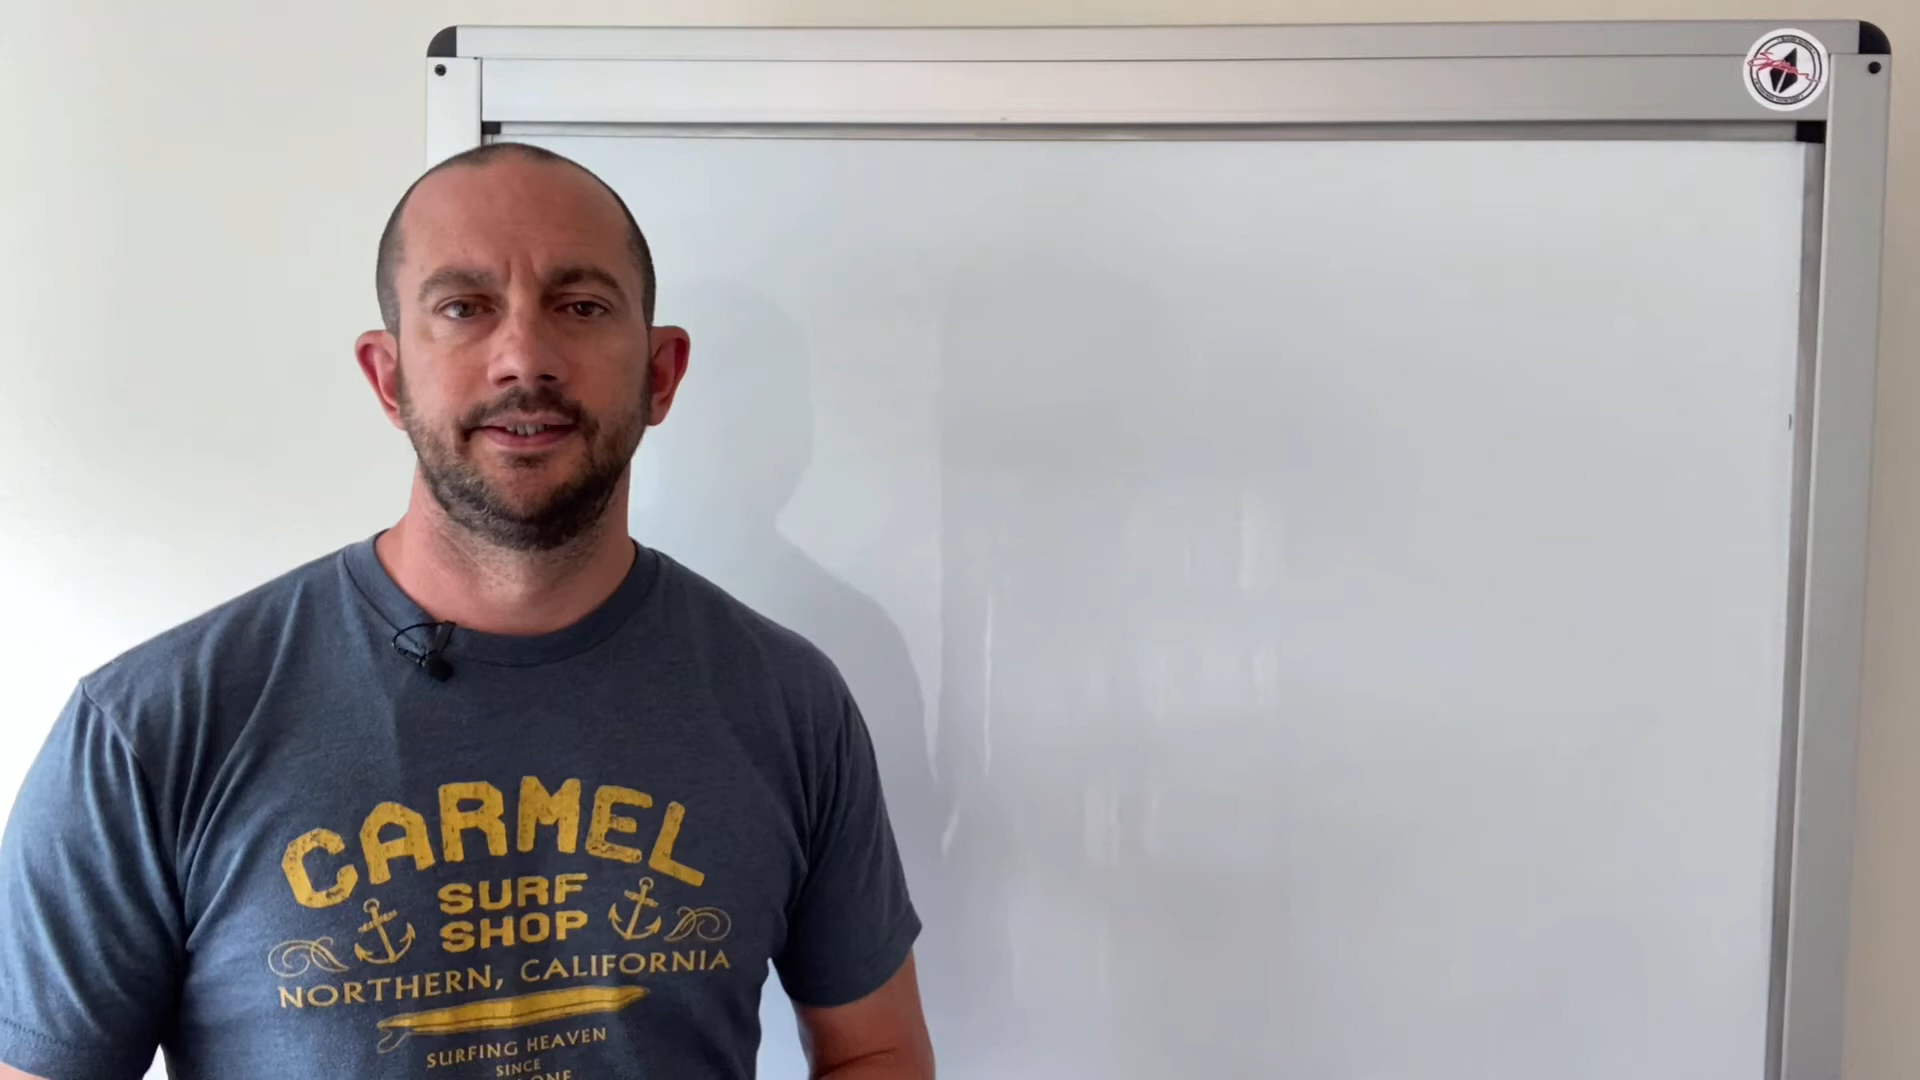 CARMEL
SURF
SHOP
NORTHERN, CALIFORNIA
SURFING HEAVEN
SINCE